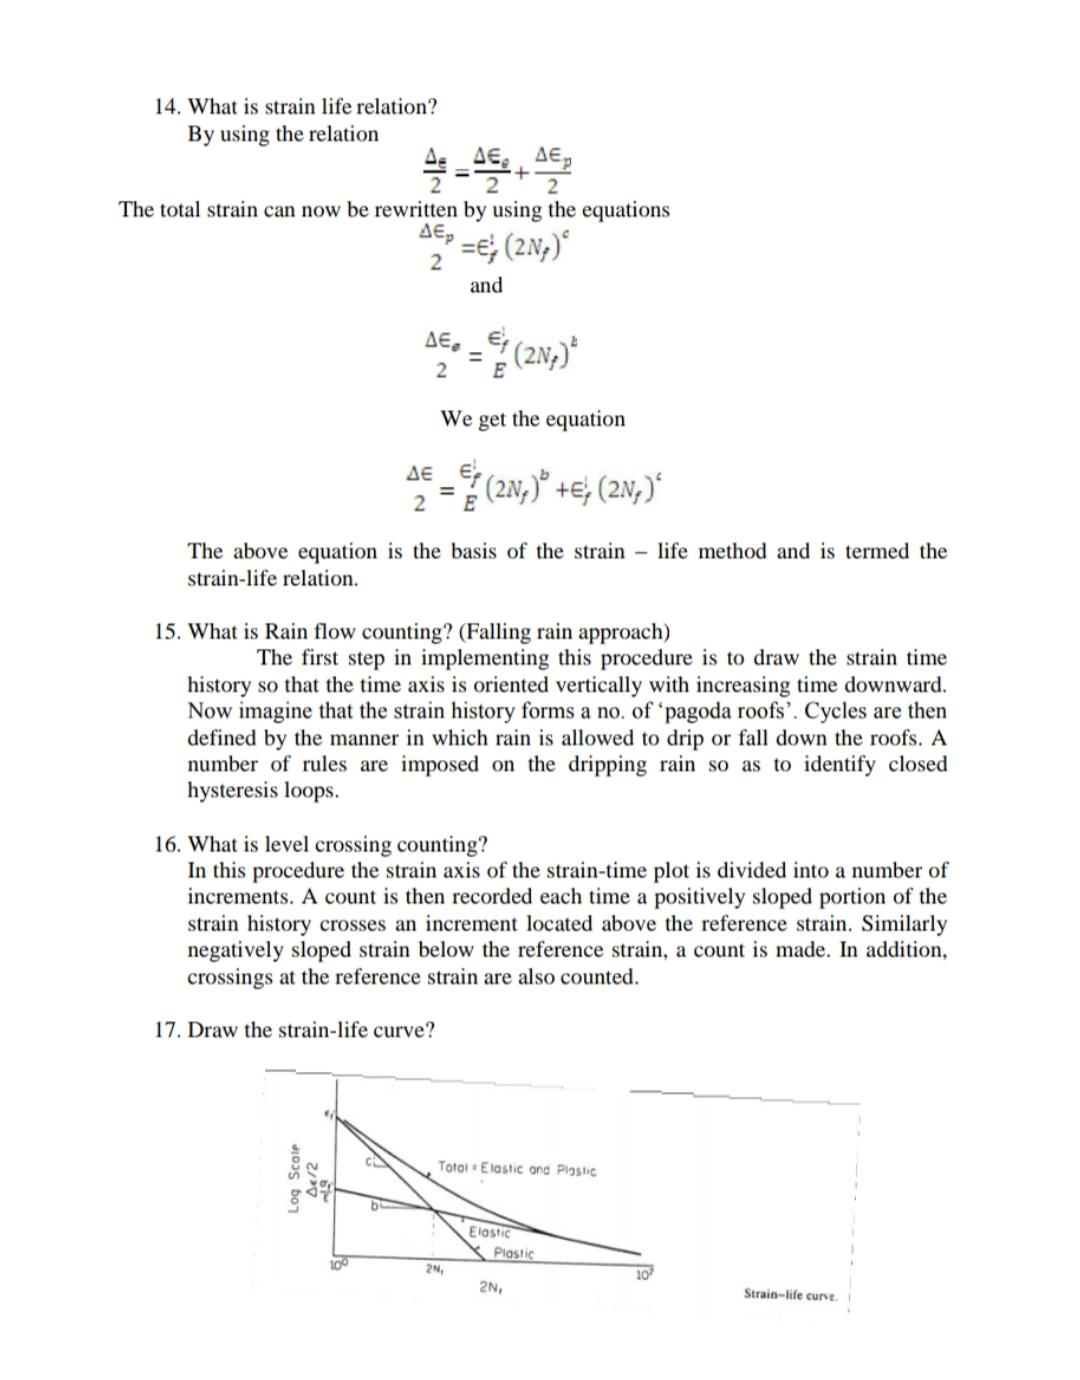 14. What is strain life relation?
By using the relation
Δε/2 = Δϵₑ/2 + Δϵₚ/2
The total strain can now be rewritten by using the equations
Δϵₚ/2 = ϵ'_f (2N_f)^c
and
Δϵₑ/2 = ϵ'_f/E (2N_f)^b
We get the equation
Δϵ/2 = ϵ'_f/E (2N_f)^b + ϵ'_f (2N_f)^c
The above equation is the basis of the strain – life method and is termed the
strain-life relation.
15. What is Rain flow counting? (Falling rain approach)
The first step in implementing this procedure is to draw the strain time
history so that the time axis is oriented vertically with increasing time downward.
Now imagine that the strain history forms a no. of ‘pagoda roofs’. Cycles are then
defined by the manner in which rain is allowed to drip or fall down the roofs. A
number of rules are imposed on the dripping rain so as to identify closed
hysteresis loops.
16. What is level crossing counting?
In this procedure the strain axis of the strain-time plot is divided into a number of
increments. A count is then recorded each time a positively sloped portion of the
strain history crosses an increment located above the reference strain. Similarly
negatively sloped strain below the reference strain, a count is made. In addition,
crossings at the reference strain are also counted.
17. Draw the strain-life curve?
Log Scale
Δϵ/2
c
Total = Elastic and Plastic
b
Elastic
Plastic
10⁰
2Nₜ
10⁷
2Nₜ
Strain–life curve.